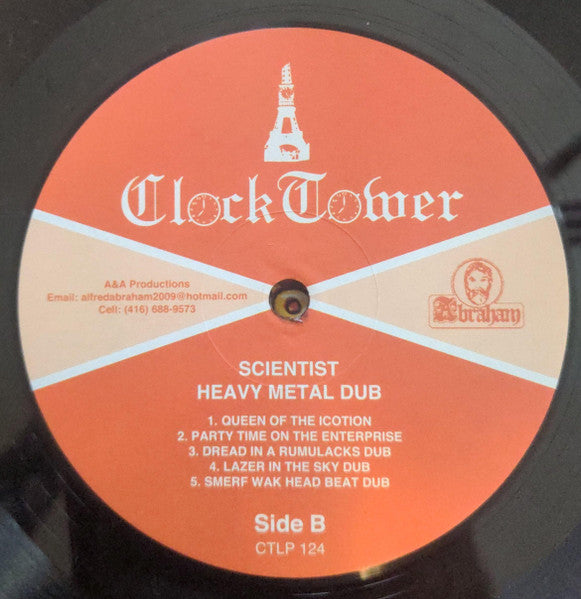 Clock Tower
A&A Productions
Email: alfredabraham2009@hotmail.com
Cell: (416) 688-9573
Abraham
SCIENTIST
HEAVY METAL DUB
1. QUEEN OF THE ICOTION
2. PARTY TIME ON THE ENTERPRISE
3. DREAD IN A RUMULACKS DUB
4. LAZER IN THE SKY DUB
5. SMERF WAK HEAD BEAT DUB
Side B
CTLP 124